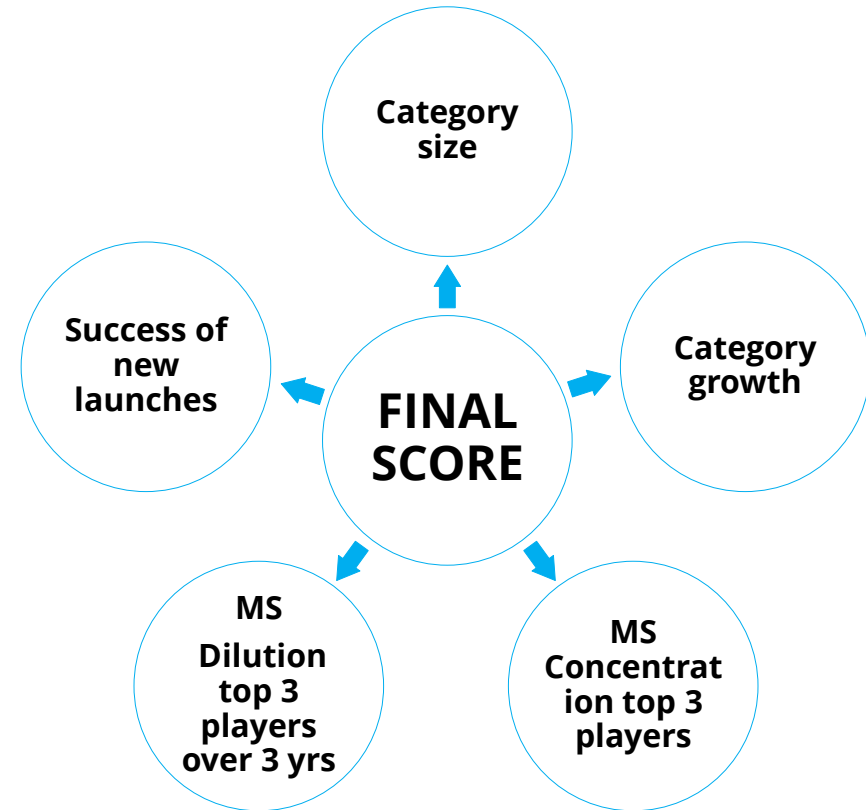 Category
size
Success of
new
launches
Category
growth
FINAL
SCORE
MS
Dilution
top 3
players
over 3 yrs
MS
Concentrat
ion top 3
players